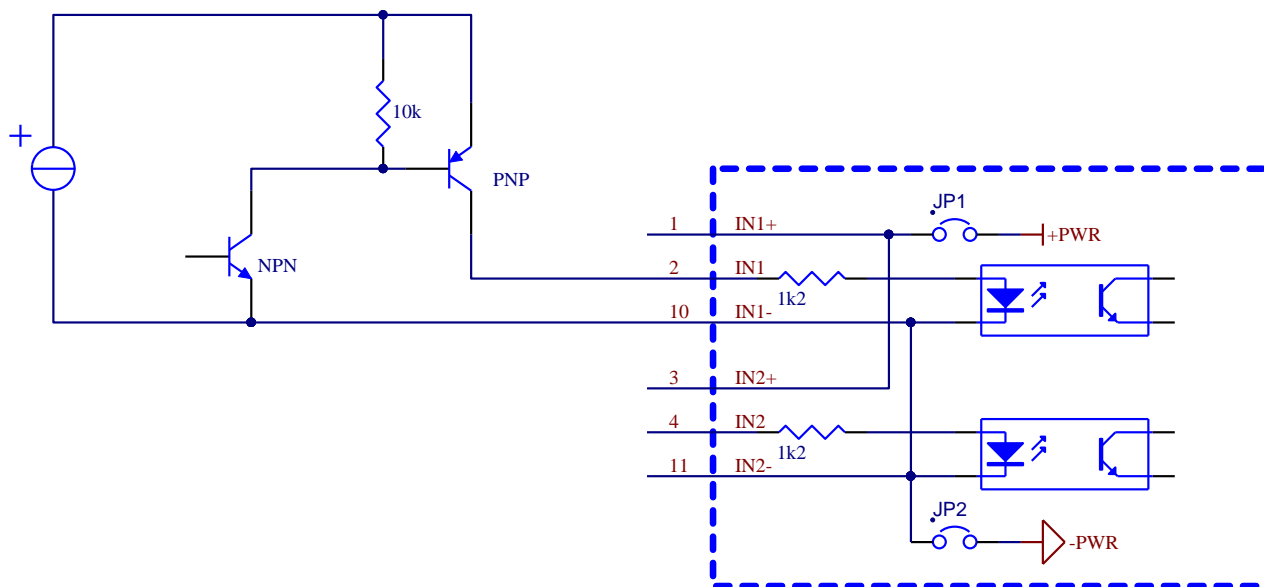 +
10k
PNP
NPN
JP1
1 IN1+
+PWR
2 IN1
1k2
10 IN1-
3 IN2+
4 IN2
1k2
11 IN2-
JP2
-PWR